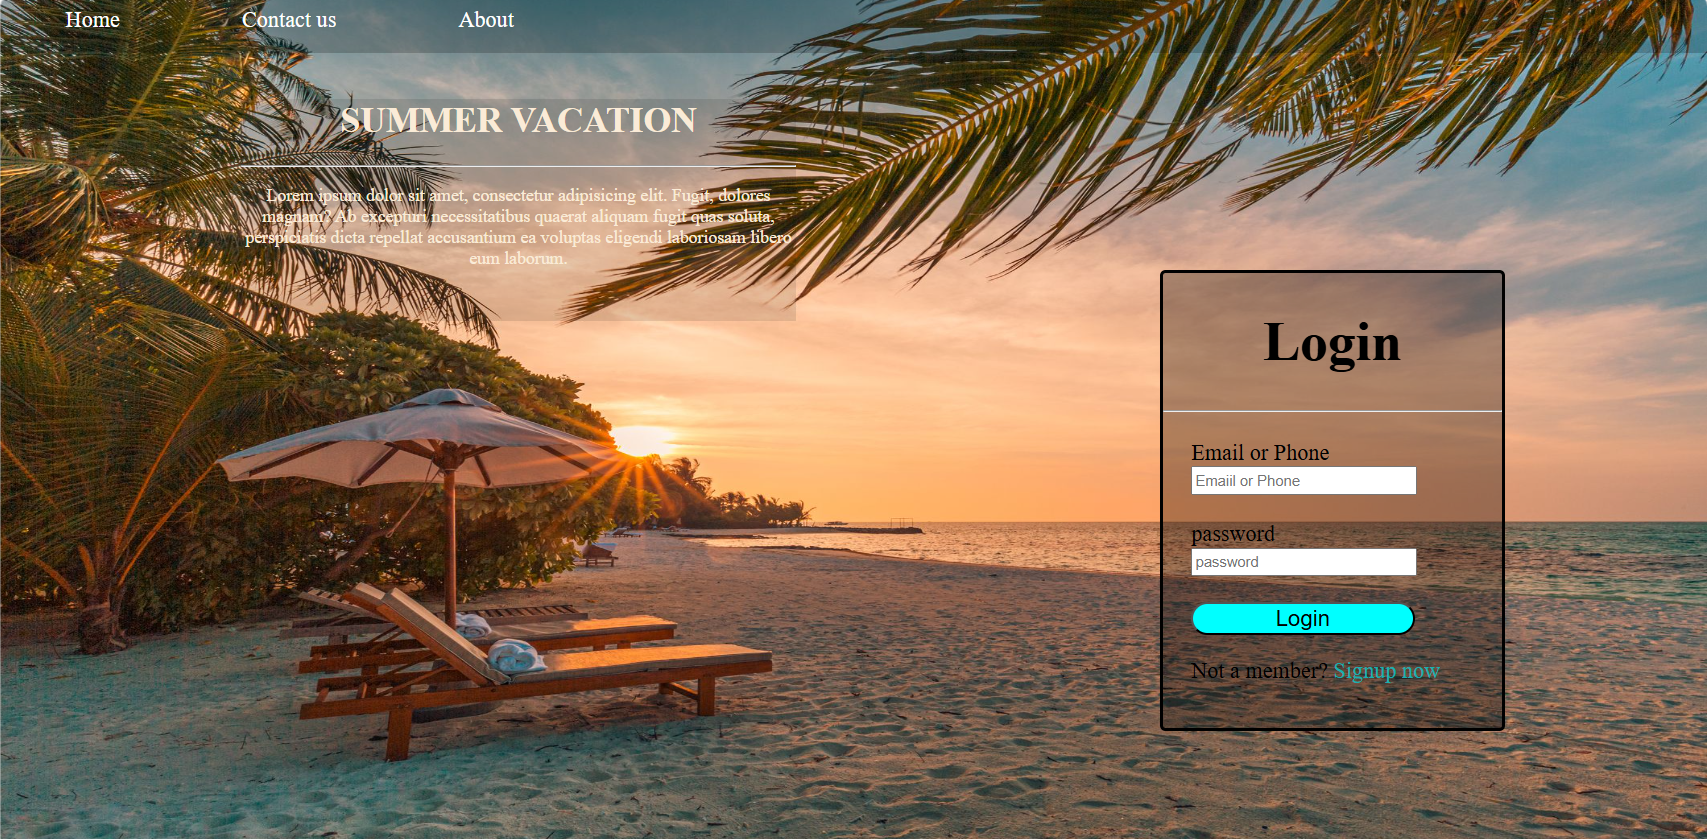 Home Contact us About
SUMMER VACATION
Lorem ipsum dolor sit amet, consectetur adipisicing elit. Fugit, dolores
magnam? Ab excepturi necessitatibus quaerat aliquam fugit quas soluta,
perspiciatis dicta repellat accusantium ea voluptas eligendi laboriosam libero
eum laborum.
Login
Email or Phone
Emaiil or Phone
password
password
Login
Not a member? Signup now